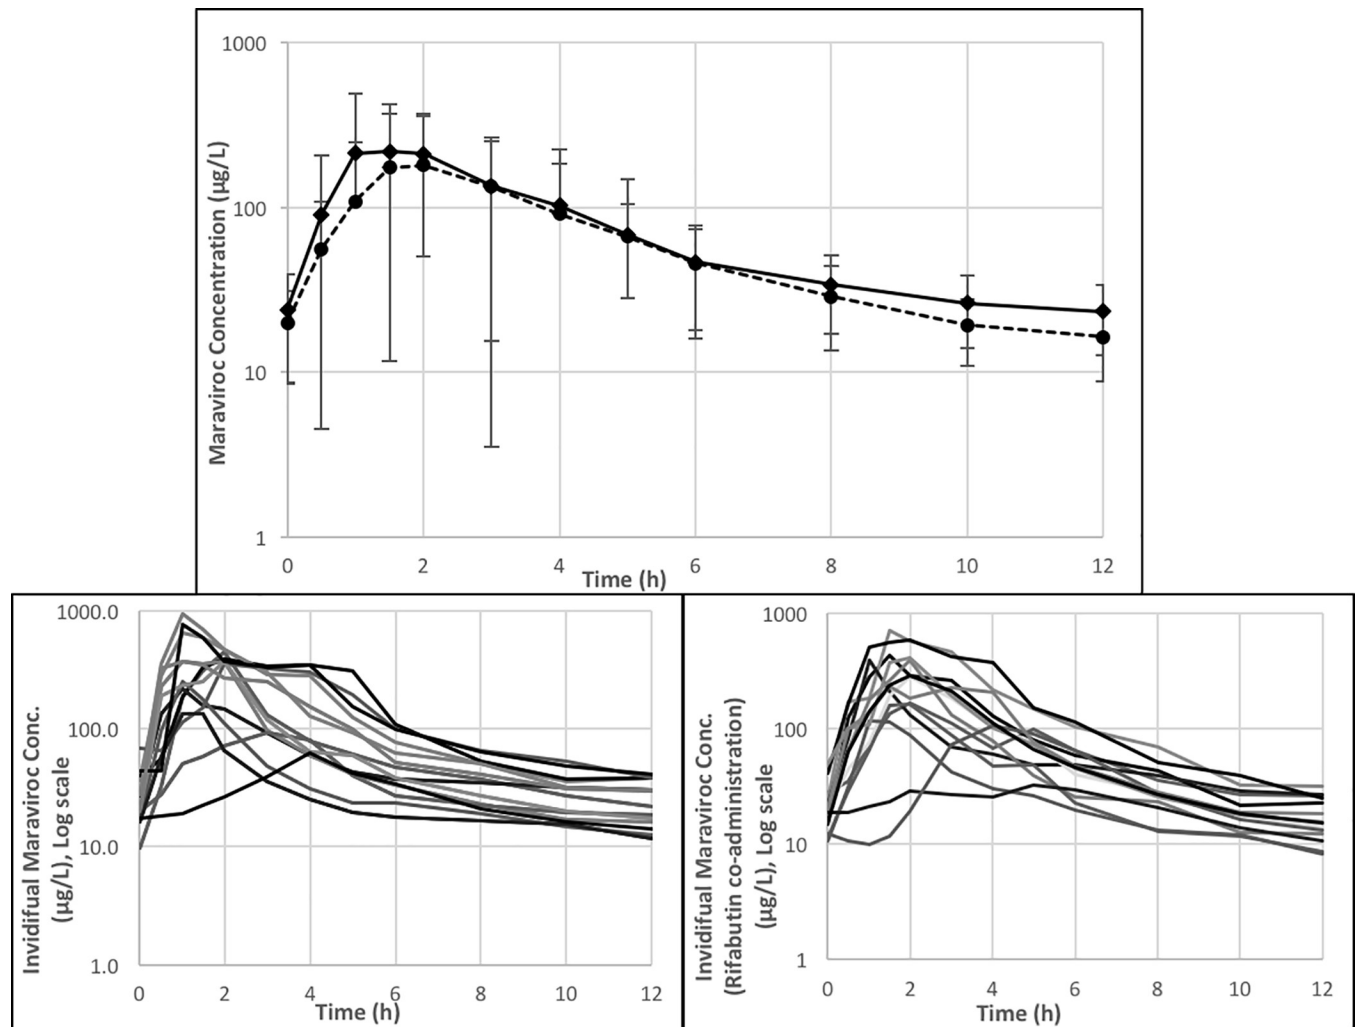 1000
100
10
1
Maraviroc Concentration (µg/L)
0 2 4 6 8 10 12
Time (h)
1000.0
100.0
10.0
1.0
Invidifual Maraviroc Conc.
(µg/L), Log scale
0 2 4 6 8 10 12
Time (h)
1000
100
10
1
Invidifual Maraviroc Conc.
(Rifabutin co-administration)
(µg/L), Log scale
0 2 4 6 8 10 12
Time (h)